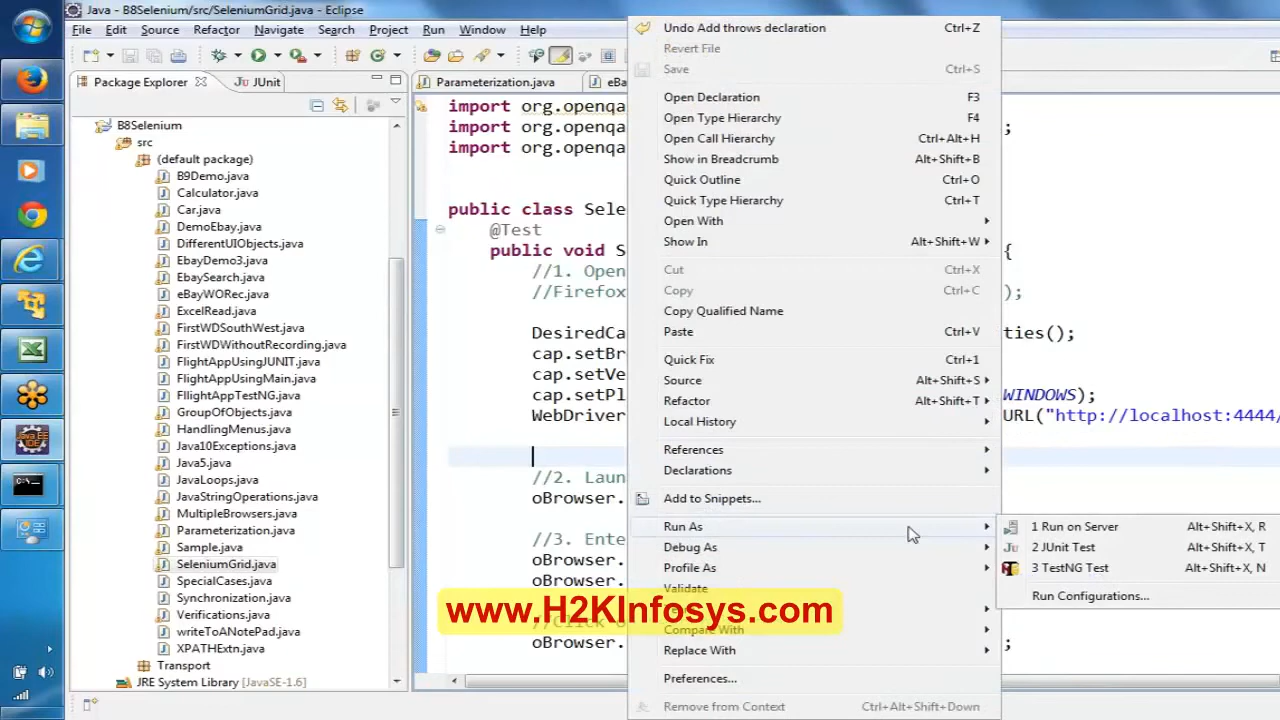 Java - B8Selenium/src/SeleniumGrid.java - Eclipse
File Edit Source Refactor Navigate Search Project Run Window Help
Package Explorer JUnit
B8Selenium
src
(default package)
B9Demo.java
Calculator.java
Car.java
DemoEbay.java
DifferentUIObjects.java
EbayDemo3.java
EbaySearch.java
eBayWORec.java
ExcelRead.java
FirstWDSouthWest.java
FirstWDWithoutRecording.java
FlightAppUsingJUNIT.java
FlightAppUsingMain.java
FllightAppTestNG.java
GroupOfObjects.java
HandlingMenus.java
Java10Exceptions.java
Java5.java
JavaLoops.java
JavaStringOperations.java
MultipleBrowsers.java
Parameterization.java
Sample.java
SeleniumGrid.java
SpecialCases.java
Synchronization.java
Verifications.java
writeToANotePad.java
XPATHExtn.java
Transport
JRE System Library [JavaSE-1.6]
Parameterization.java eBa
import org.openqa ;
import org.openqa
import org.openqa
public class Sele
@Test
public void S {
//1. Open
//Firefox );
DesiredCa ties();
cap.setBr
cap.setVe
cap.setPl WINDOWS);
WebDriver URL("http://localhost:4444/
//2. Laun
oBrowser.
//3. Ente
oBrowser.
oBrowser.
oBrowser. ;
Undo Add throws declaration Ctrl+Z
Revert File
Save Ctrl+S
Open Declaration F3
Open Type Hierarchy F4
Open Call Hierarchy Ctrl+Alt+H
Show in Breadcrumb Alt+Shift+B
Quick Outline Ctrl+O
Quick Type Hierarchy Ctrl+T
Open With
Show In Alt+Shift+W
Cut Ctrl+X
Copy Ctrl+C
Copy Qualified Name
Paste Ctrl+V
Quick Fix Ctrl+1
Source Alt+Shift+S
Refactor Alt+Shift+T
Local History
References
Declarations
Add to Snippets...
Run As
Debug As
Profile As
Validate
Compare With
Replace With
Preferences...
Remove from Context Ctrl+Alt+Shift+Down
1 Run on Server Alt+Shift+X, R
2 JUnit Test Alt+Shift+X, T
3 TestNG Test Alt+Shift+X, N
Run Configurations...
www.H2KInfosys.com